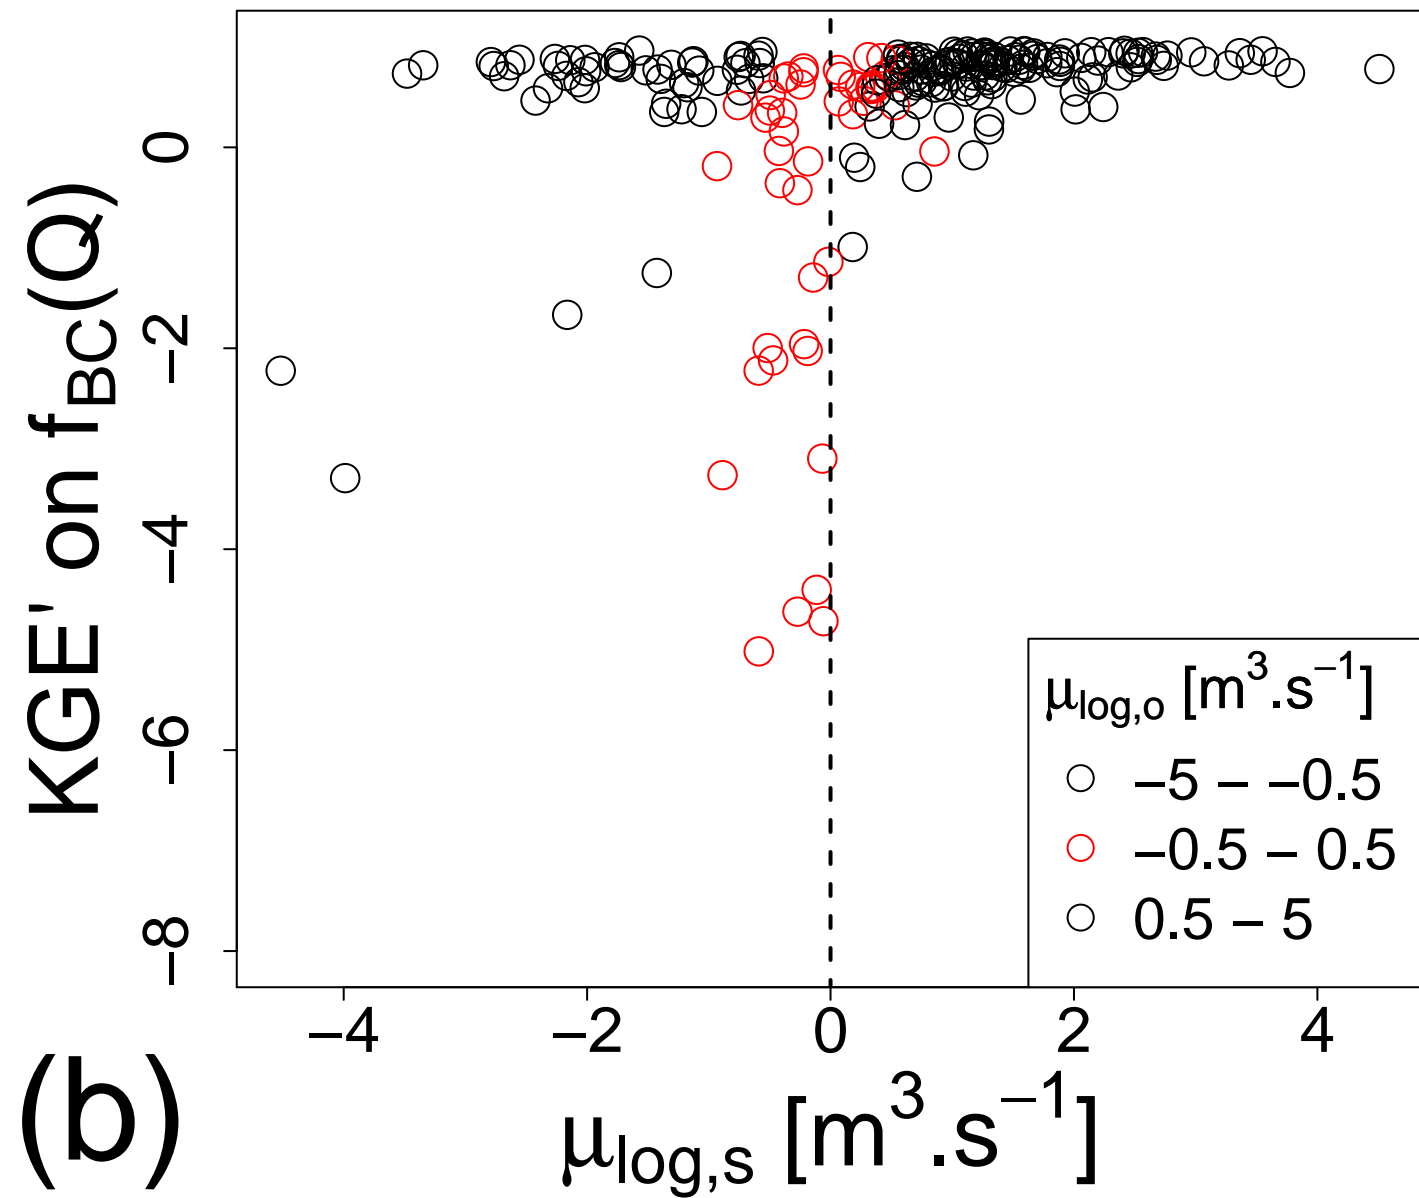 KGE' on f_BC(Q)
0
−2
−4
−6
−8
μ_log,o [m³.s⁻¹]
−5 − −0.5
−0.5 − 0.5
0.5 − 5
−4 −2 0 2 4
(b)
μ_log,s [m³.s⁻¹]